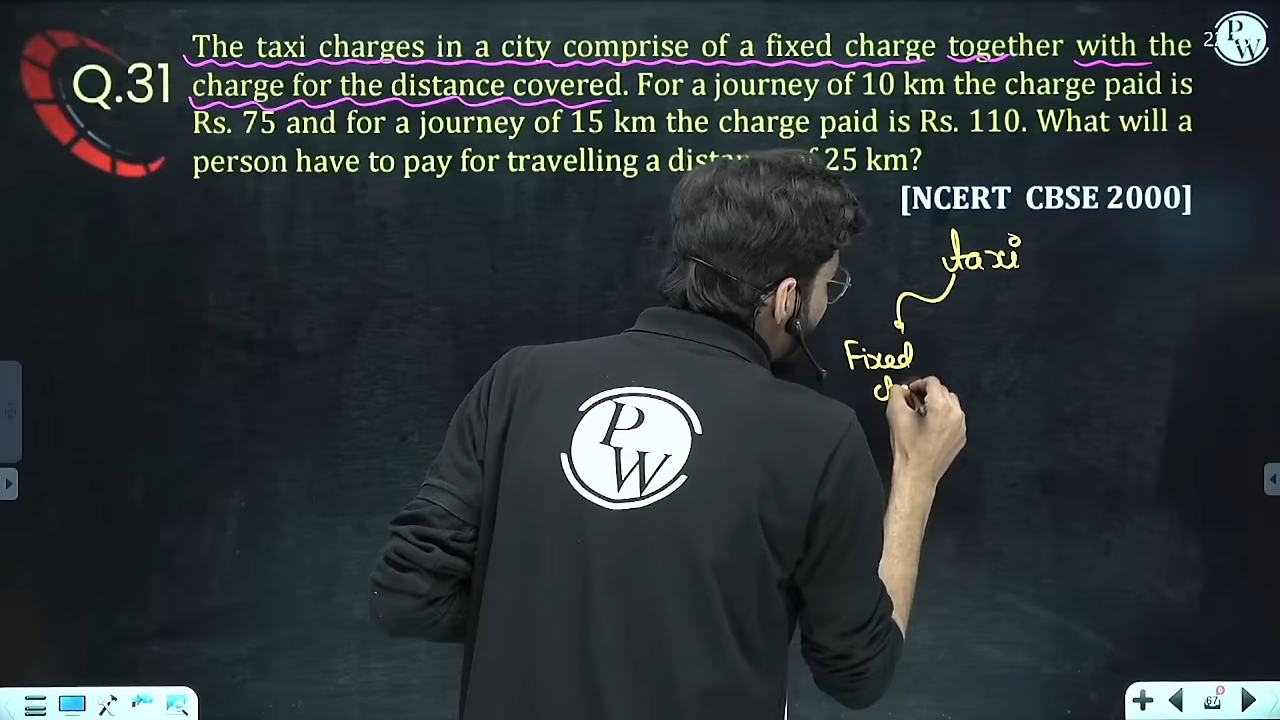 Q.31
The taxi charges in a city comprise of a fixed charge together with the
charge for the distance covered. For a journey of 10 km the charge paid is
Rs. 75 and for a journey of 15 km the charge paid is Rs. 110. What will a
person have to pay for travelling a of 25 km?
[NCERT CBSE 2000]
taxi
Fixed
PW
PW
67